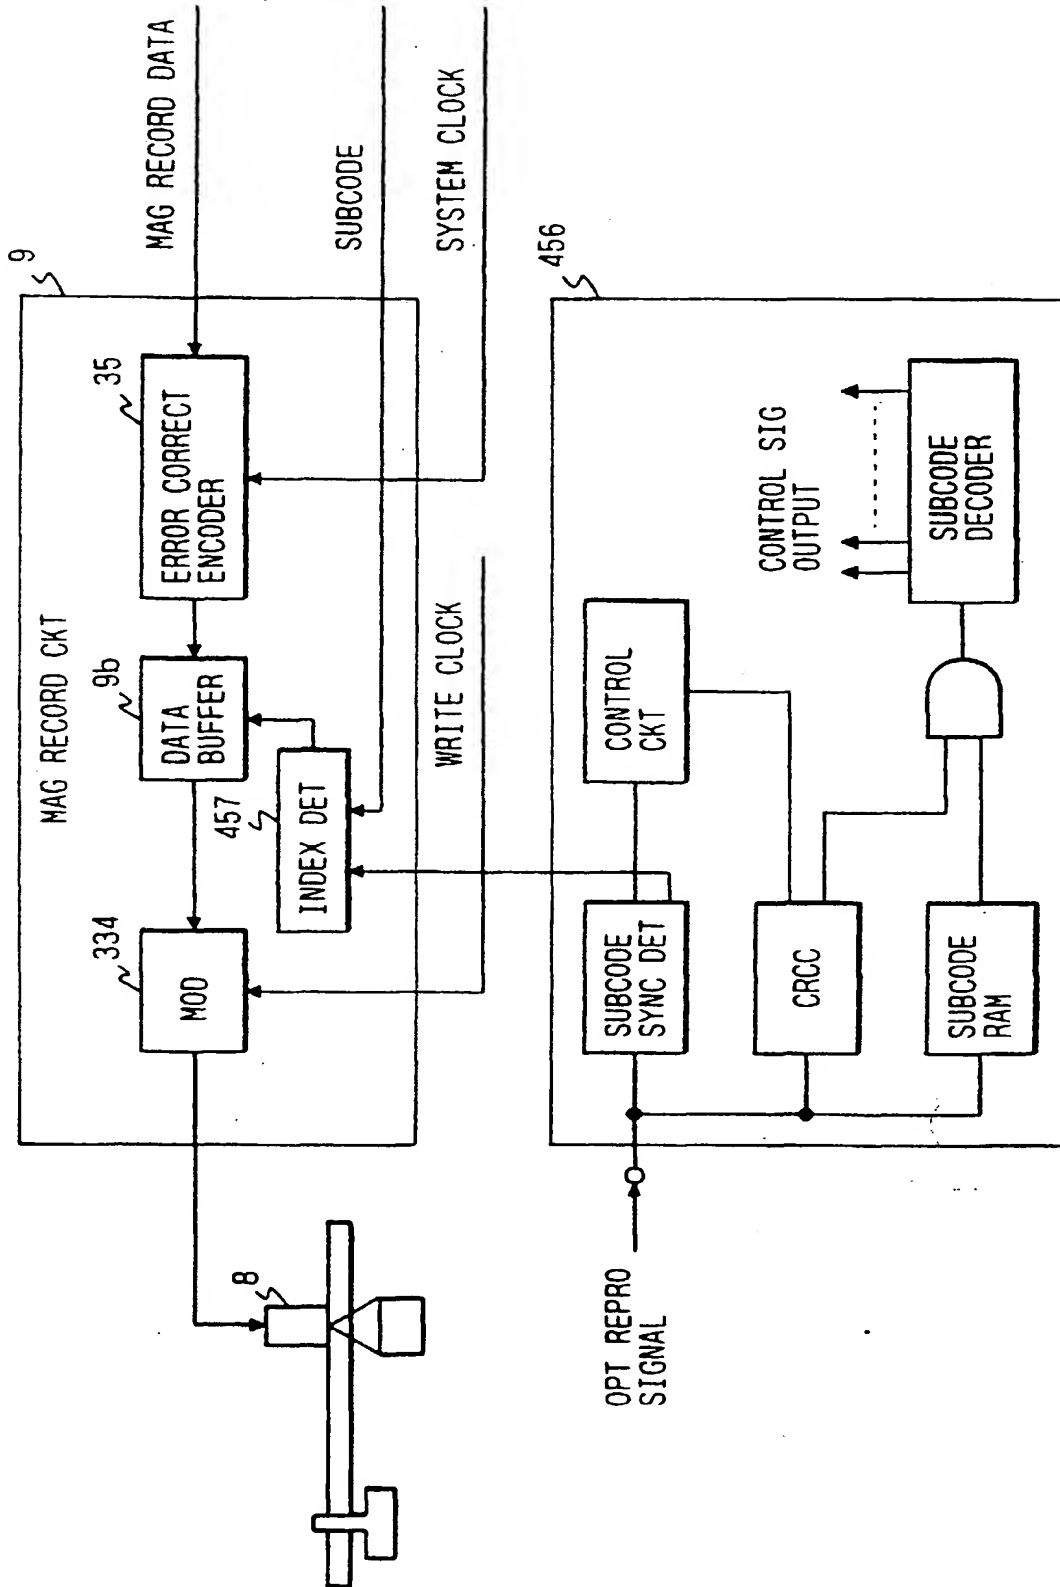 MAG RECORD DATA
SUBCODE
SYSTEM CLOCK
9
MAG RECORD CKT
35
ERROR CORRECT
ENCODER
9b
DATA
BUFFER
457
INDEX DET
334
MOD
WRITE CLOCK
8
456
CONTROL SIG
OUTPUT
SUBCODE
DECODER
CONTROL
CKT
SUBCODE
SYNC DET
CRCC
SUBCODE
RAM
OPT REPRO
SIGNAL